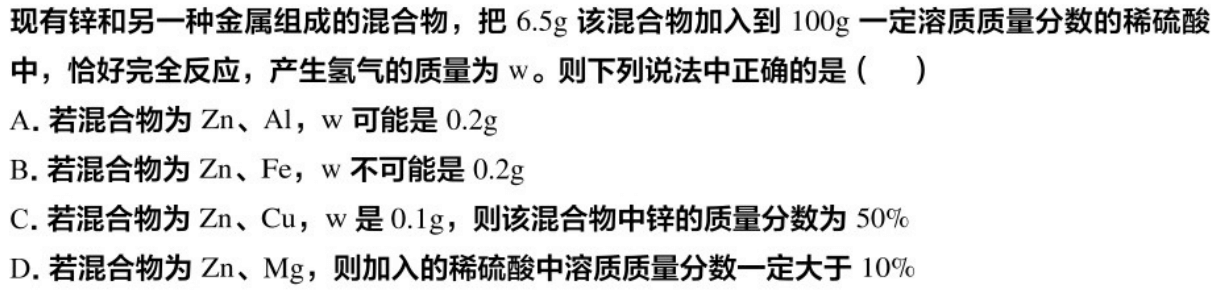 现有锌和另一种金属组成的混合物，把 6.5g 该混合物加入到 100g 一定溶质质量分数的稀硫酸
中，恰好完全反应，产生氢气的质量为 w。则下列说法中正确的是 (　　)
A. 若混合物为 Zn、Al，w 可能是 0.2g
B. 若混合物为 Zn、Fe，w 不可能是 0.2g
C. 若混合物为 Zn、Cu，w 是 0.1g，则该混合物中锌的质量分数为 50%
D. 若混合物为 Zn、Mg，则加入的稀硫酸中溶质质量分数一定大于 10%